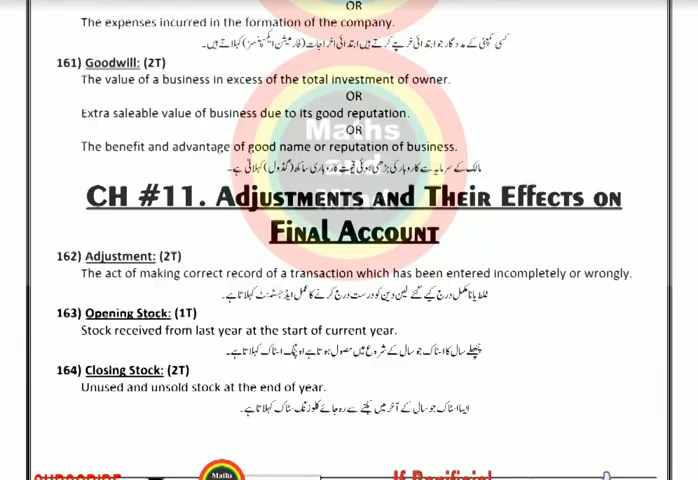 OR
The expenses incurred in the formation of the company.
کسی کمپنی کے مددگار جو ابتدائی خرچے کرتے ہیں ابتدائی اخراجات (فارمیشن ایکسپنسز) کہلاتے ہیں۔
161) Goodwill: (2T)
The value of a business in excess of the total investment of owner.
OR
Extra saleable value of business due to its good reputation.
OR
The benefit and advantage of good name or reputation of business.
مالک کے سرمایہ سے کاروبار کی بڑھی ہوئی قیمت کاروباری ساکھ (گڈول) کہلاتی ہے۔
Maths
and
CH #11. Adjustments and Their Effects on
Final Account
162) Adjustment: (2T)
The act of making correct record of a transaction which has been entered incompletely or wrongly.
غلط یا نامکمل درج کیے گئے لین دین کو درست درج کرنے کا عمل ایڈجسٹمنٹ کہلاتا ہے۔
163) Opening Stock: (1T)
Stock received from last year at the start of current year.
پچھلے سال کا سٹاک جو سال کے شروع میں حصول ہوتا ہے اوپننگ اسٹاک کہلاتا ہے۔
164) Closing Stock: (2T)
Unused and unsold stock at the end of year.
ایسا سٹاک جو سال کے آخر میں بکنے سے رہ جائے کلوزنگ سٹاک کہلاتا ہے۔
Maths